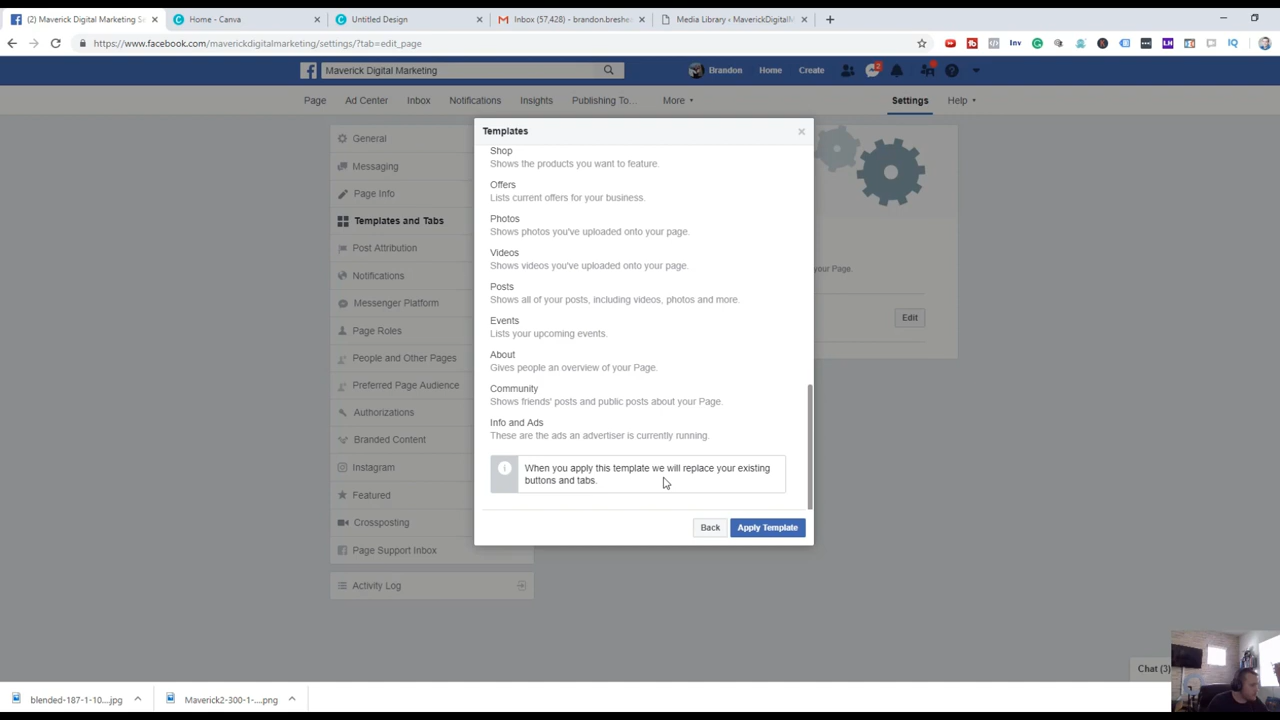 (2) Maverick Digital Marketing Se
Home - Canva
Untitled Design
Inbox (57,428) - brandon.breshea
Media Library ‹ MaverickDigitalM
https://www.facebook.com/maverickdigitalmarketing/settings/?tab=edit_page
Inv
LH
IQ
Maverick Digital Marketing
Brandon
Home
Create
2
Page
Ad Center
Inbox
Notifications
Insights
Publishing To...
More
Settings
Help
General
Messaging
Page Info
Templates and Tabs
Post Attribution
Notifications
Messenger Platform
Page Roles
People and Other Pages
Preferred Page Audience
Authorizations
Branded Content
Instagram
Featured
Crossposting
Page Support Inbox
Activity Log
Templates
Shop
Shows the products you want to feature.
Offers
Lists current offers for your business.
Photos
Shows photos you've uploaded onto your page.
Videos
Shows videos you've uploaded onto your page.
Posts
Shows all of your posts, including videos, photos and more.
Events
Lists your upcoming events.
About
Gives people an overview of your Page.
Community
Shows friends' posts and public posts about your Page.
Info and Ads
These are the ads an advertiser is currently running.
When you apply this template we will replace your existing
buttons and tabs.
Back
Apply Template
your Page.
Edit
Chat (3)
blended-187-1-10....jpg
Maverick2-300-1-....png